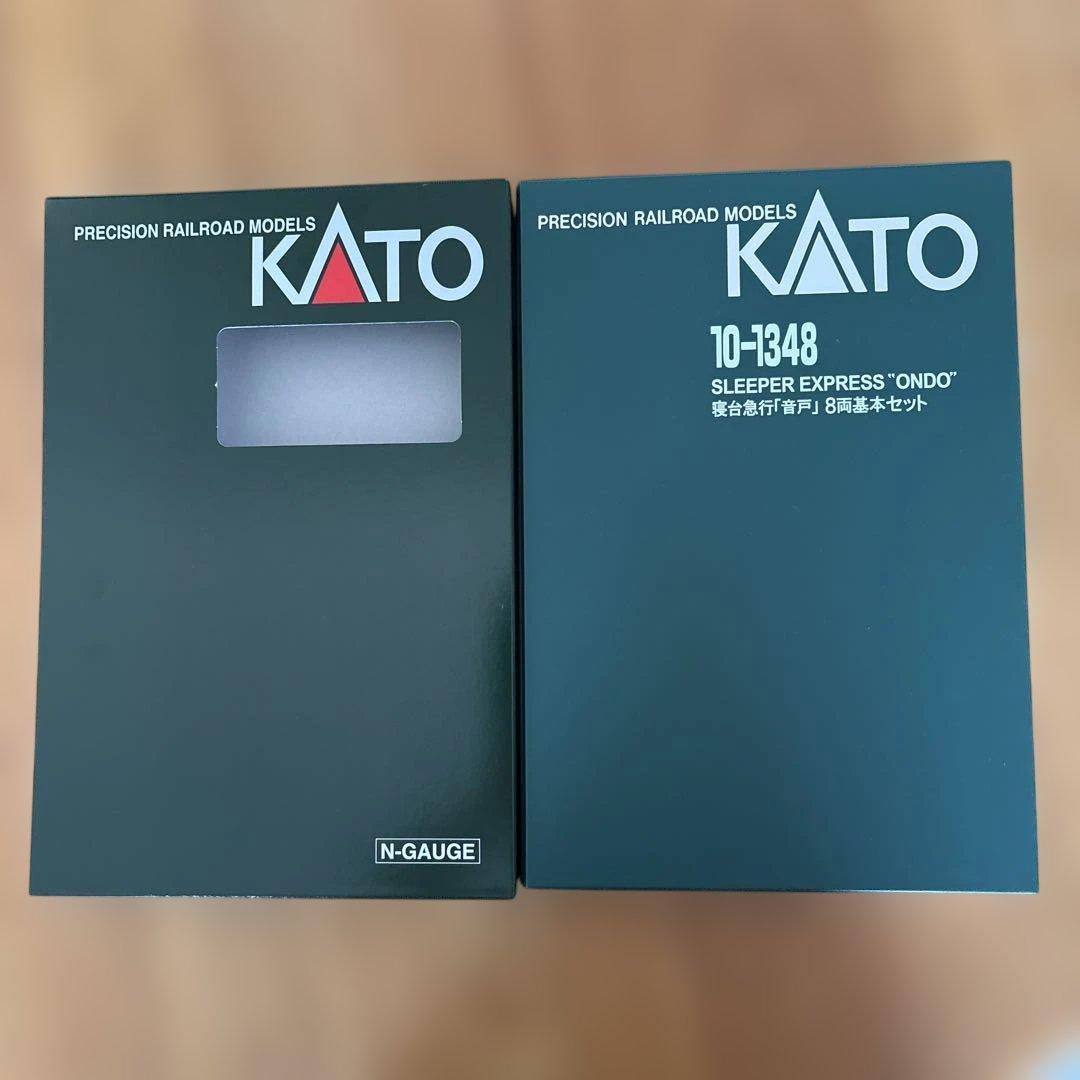 PRECISION RAILROAD MODELS
KATO
N-GAUGE
PRECISION RAILROAD MODELS
KATO
10-1348
SLEEPER EXPRESS "ONDO"
寝台急行「音戸」 8両基本セット